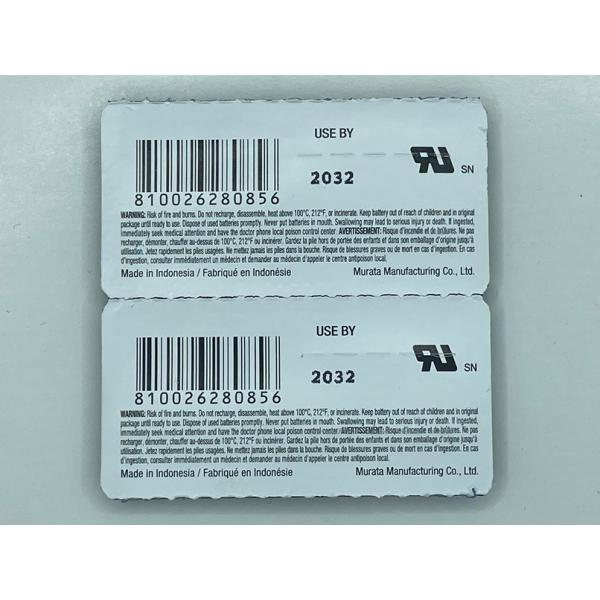 USE BY
2032
SN
810026280856
WARNING: Risk of fire and burns. Do not recharge, disassemble, heat above 100°C, 212°F, or incinerate. Keep battery out of reach of children and in original
package until ready to use. Dispose of used batteries promptly. Never put batteries in mouth. Swallowing may lead to serious injury or death. If ingested,
immediately seek medical attention and have the doctor phone local poison control center. AVERTISSEMENT: Risque d'incendie et de brûlures. Ne pas
recharger, démonter, chauffer au-dessus de 100°C, 212°F ou incinérer. Gardez la pile hors de portée des enfants et dans son emballage d'origine jusqu'à
utilisation. Jetez rapidement les piles usagées. Ne mettez jamais les piles dans la bouche. Risque de blessures graves ou de mort en cas d'ingestion. En cas
d'ingestion, consulter immédiatement un médecin et demander au médecin d'appeler le centre antipoison local.
Made in Indonesia / Fabriqué en Indonésie Murata Manufacturing Co., Ltd.
USE BY
2032
SN
810026280856
WARNING: Risk of fire and burns. Do not recharge, disassemble, heat above 100°C, 212°F, or incinerate. Keep battery out of reach of children and in original
package until ready to use. Dispose of used batteries promptly. Never put batteries in mouth. Swallowing may lead to serious injury or death. If ingested,
immediately seek medical attention and have the doctor phone local poison control center. AVERTISSEMENT: Risque d'incendie et de brûlures. Ne pas
recharger, démonter, chauffer au-dessus de 100°C, 212°F ou incinérer. Gardez la pile hors de portée des enfants et dans son emballage d'origine jusqu'à
utilisation. Jetez rapidement les piles usagées. Ne mettez jamais les piles dans la bouche. Risque de blessures graves ou de mort en cas d'ingestion. En cas
d'ingestion, consulter immédiatement un médecin et demander au médecin d'appeler le centre antipoison local.
Made in Indonesia / Fabriqué en Indonésie Murata Manufacturing Co., Ltd.